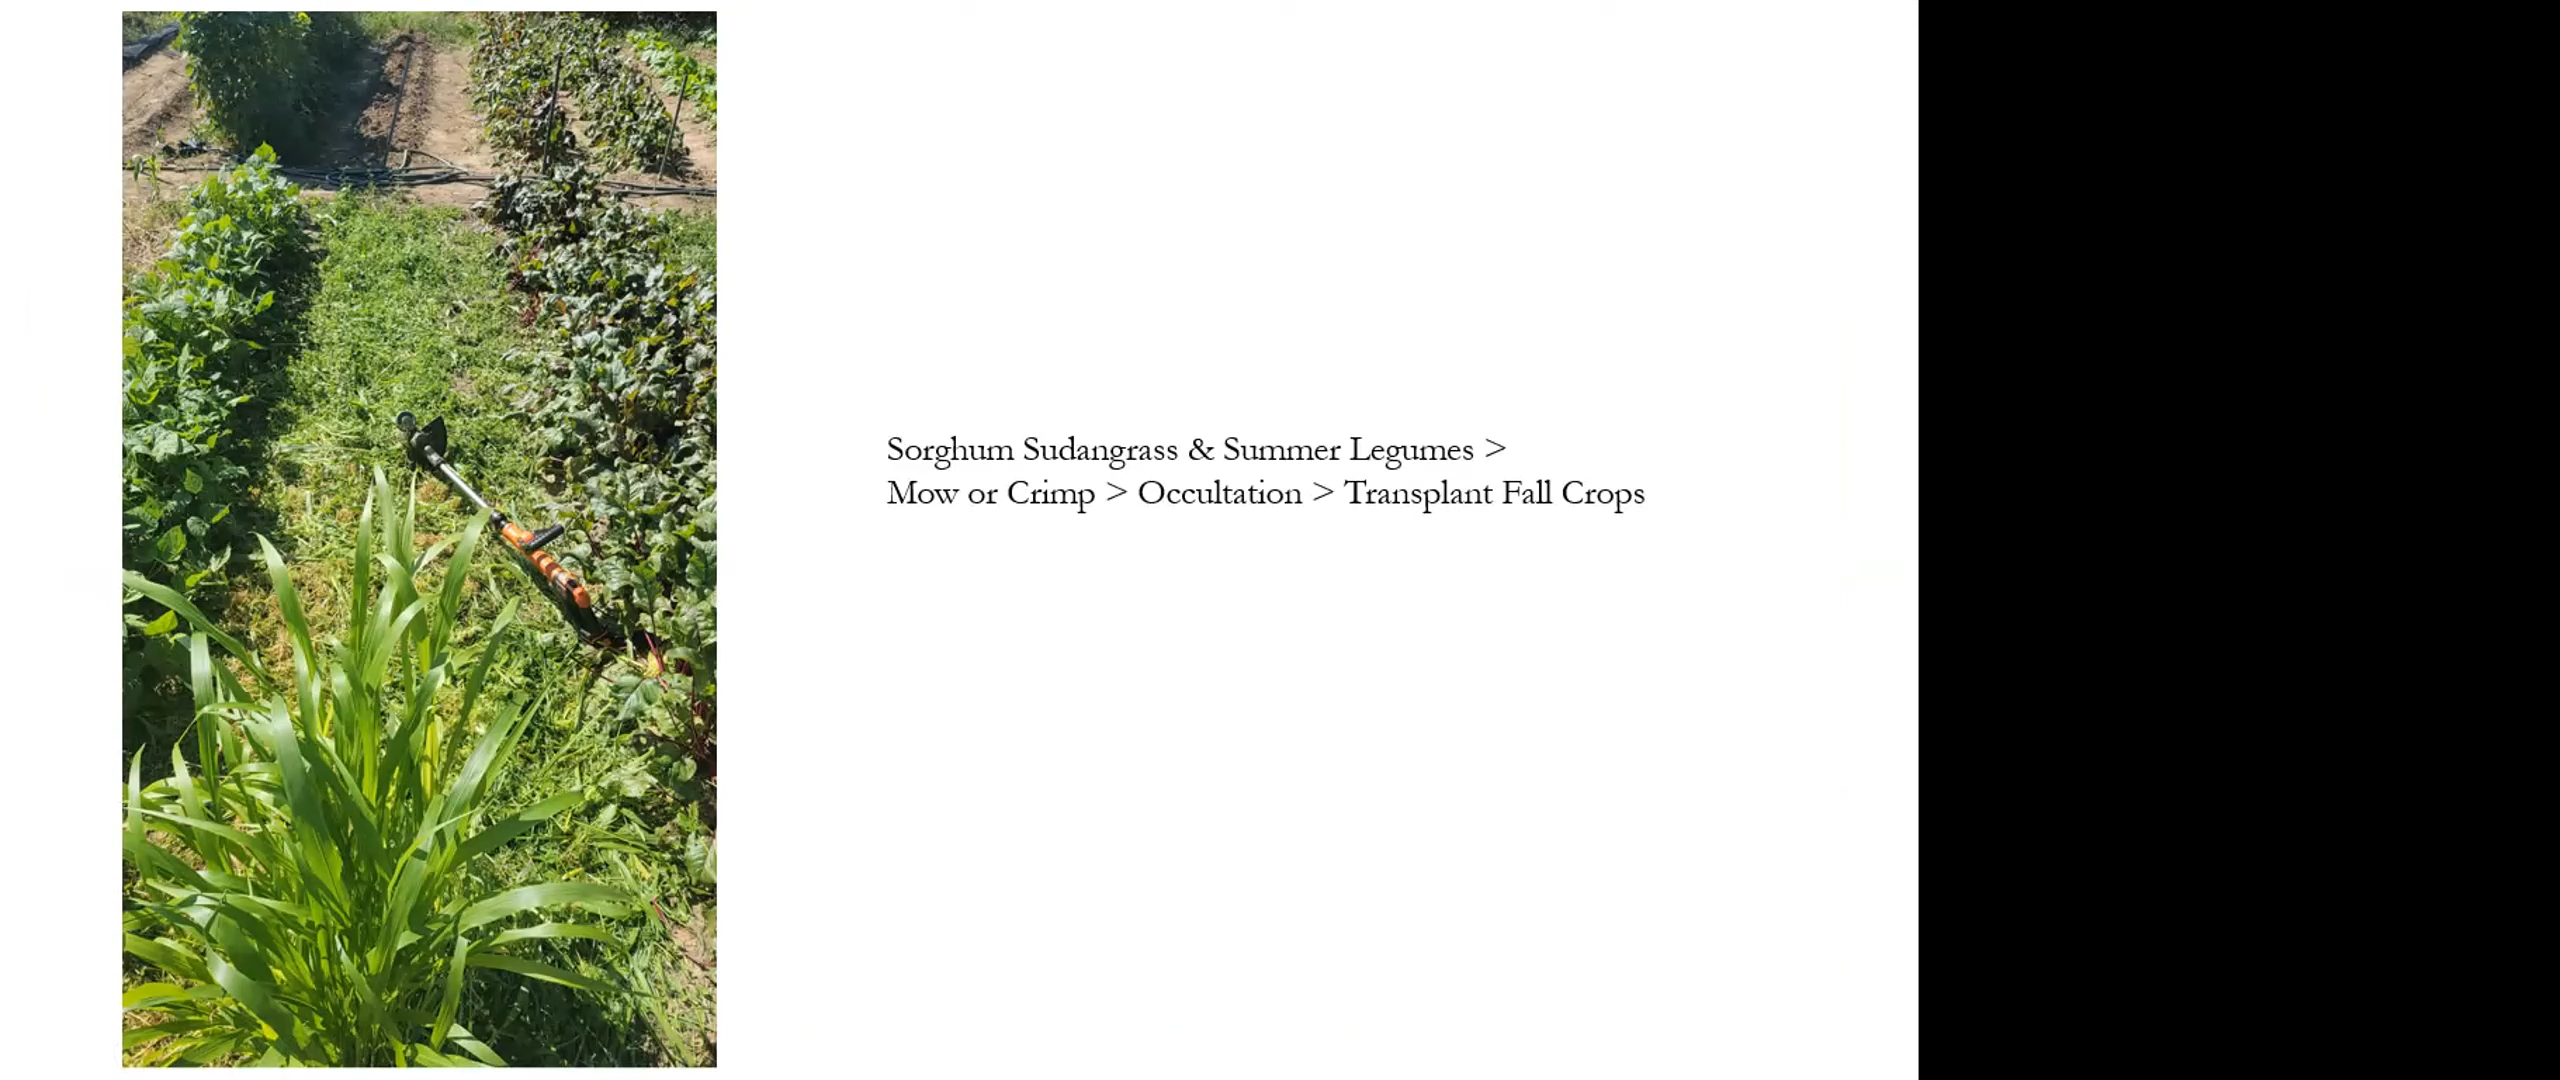 Sorghum Sudangrass & Summer Legumes >
Mow or Crimp > Occultation > Transplant Fall Crops